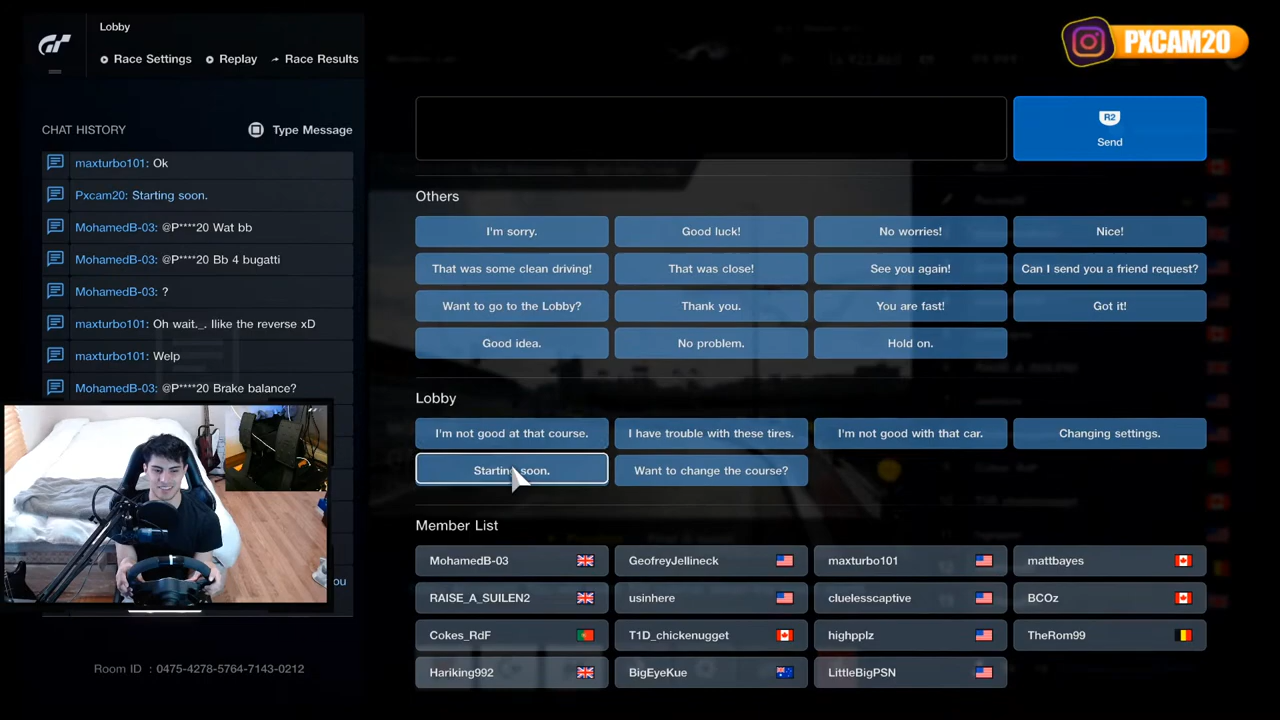 Lobby
Race Settings Replay Race Results
PXCAM20
CHAT HISTORY Type Message
maxturbo101: Ok
Pxcam20: Starting soon.
MohamedB-03: @P****20 Wat bb
MohamedB-03: @P****20 Bb 4 bugatti
MohamedB-03: ?
maxturbo101: Oh wait._. Ilike the reverse xD
maxturbo101: Welp
MohamedB-03: @P****20 Brake balance?
ou
Room ID : 0475-4278-5764-7143-0212
R2
Send
Others
I'm sorry. Good luck! No worries! Nice!
That was some clean driving! That was close! See you again! Can I send you a friend request?
Want to go to the Lobby? Thank you. You are fast! Got it!
Good idea. No problem. Hold on.
Lobby
I'm not good at that course. I have trouble with these tires. I'm not good with that car. Changing settings.
Starting soon. Want to change the course?
Member List
MohamedB-03 GeofreyJellineck maxturbo101 mattbayes
RAISE_A_SUILEN2 usinhere cluelesscaptive BCOz
Cokes_RdF T1D_chickenugget highpplz TheRom99
Hariking992 BigEyeKue LittleBigPSN